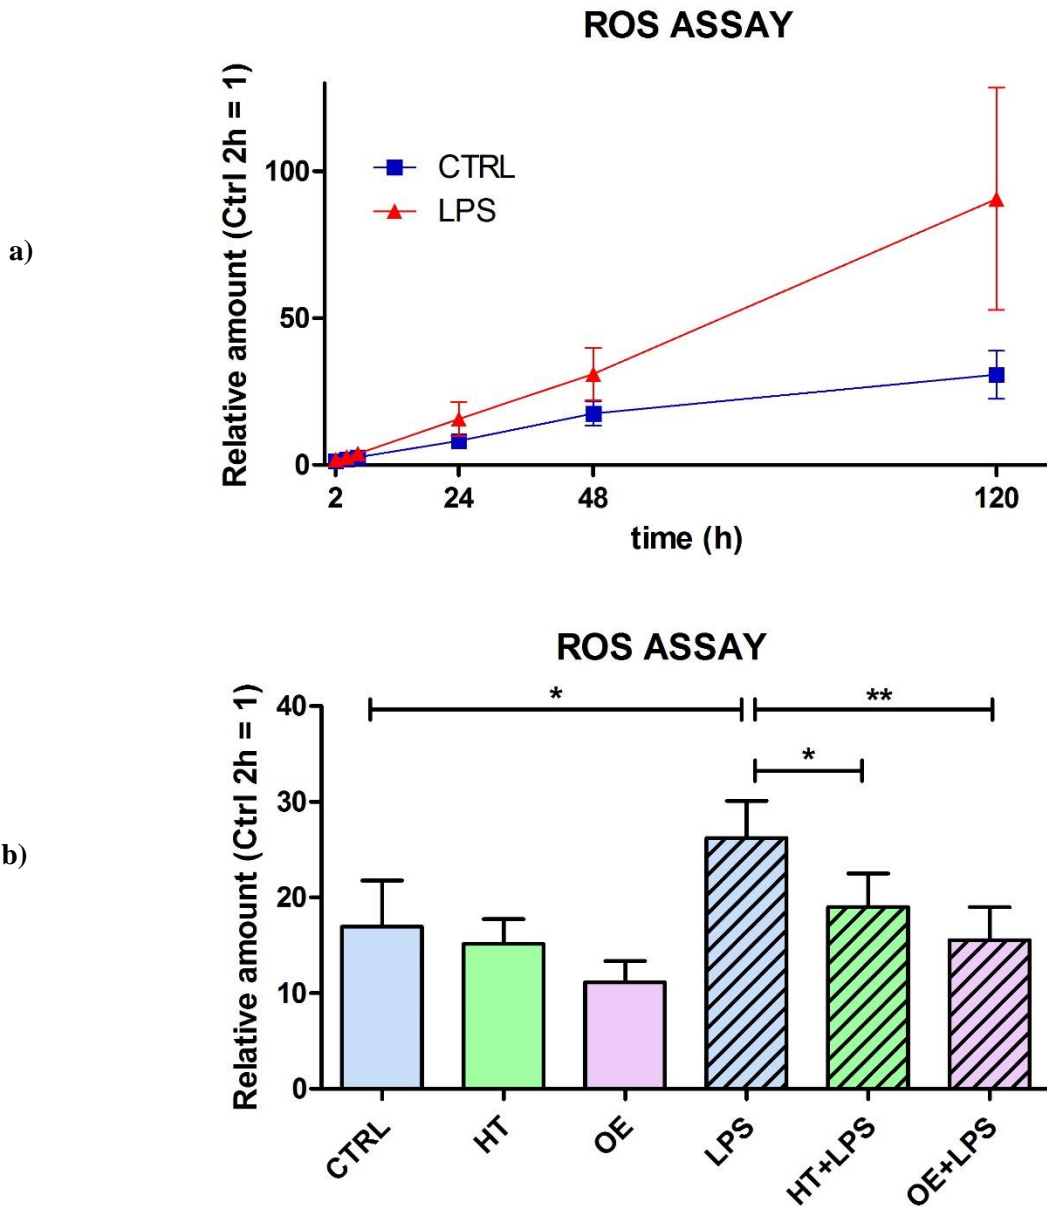 ROS ASSAY
a)
Relative amount (Ctrl 2h = 1)
100
50
0
CTRL
LPS
2 24 48 120
time (h)
ROS ASSAY
b)
Relative amount (Ctrl 2h = 1)
40
30
20
10
0
* **
*
CTRL HT OE LPS HT+LPS OE+LPS